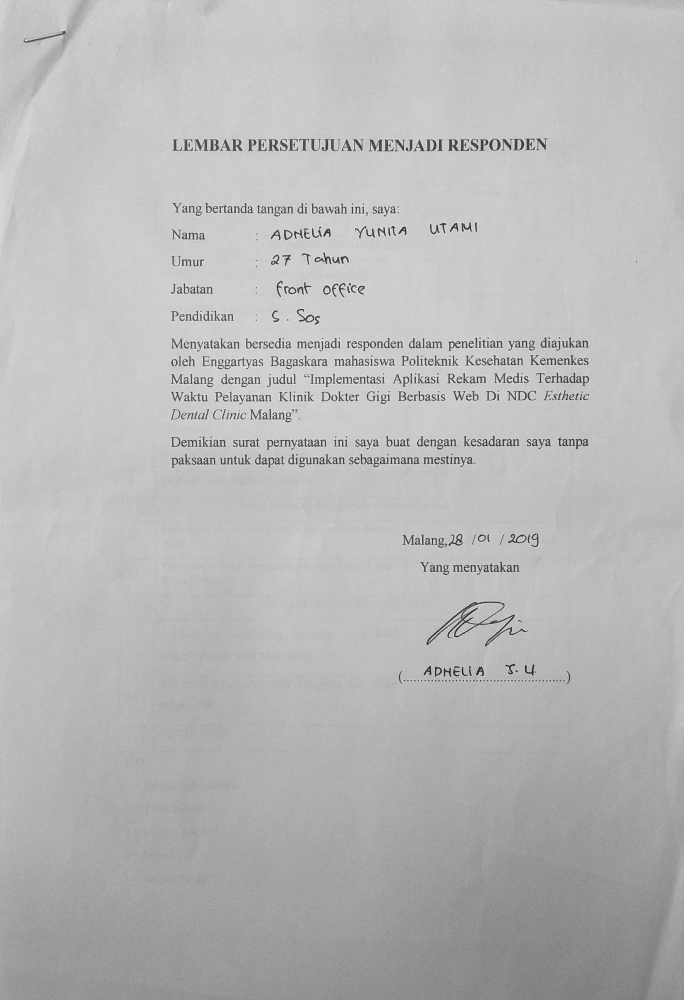 LEMBAR PERSETUJUAN MENJADI RESPONDEN
Yang bertanda tangan di bawah ini, saya:
Nama : ADHELIA YUNITA UTAMI
Umur : 27 Tahun
Jabatan : front office
Pendidikan : S. Sos
Menyatakan bersedia menjadi responden dalam penelitian yang diajukan
oleh Enggartyas Bagaskara mahasiswa Politeknik Kesehatan Kemenkes
Malang dengan judul “Implementasi Aplikasi Rekam Medis Terhadap
Waktu Pelayanan Klinik Dokter Gigi Berbasis Web Di NDC Esthetic
Dental Clinic Malang”.
Demikian surat pernyataan ini saya buat dengan kesadaran saya tanpa
paksaan untuk dapat digunakan sebagaimana mestinya.
Malang, 28 / 01 / 2019
Yang menyatakan
(ADHELIA Y. U.)